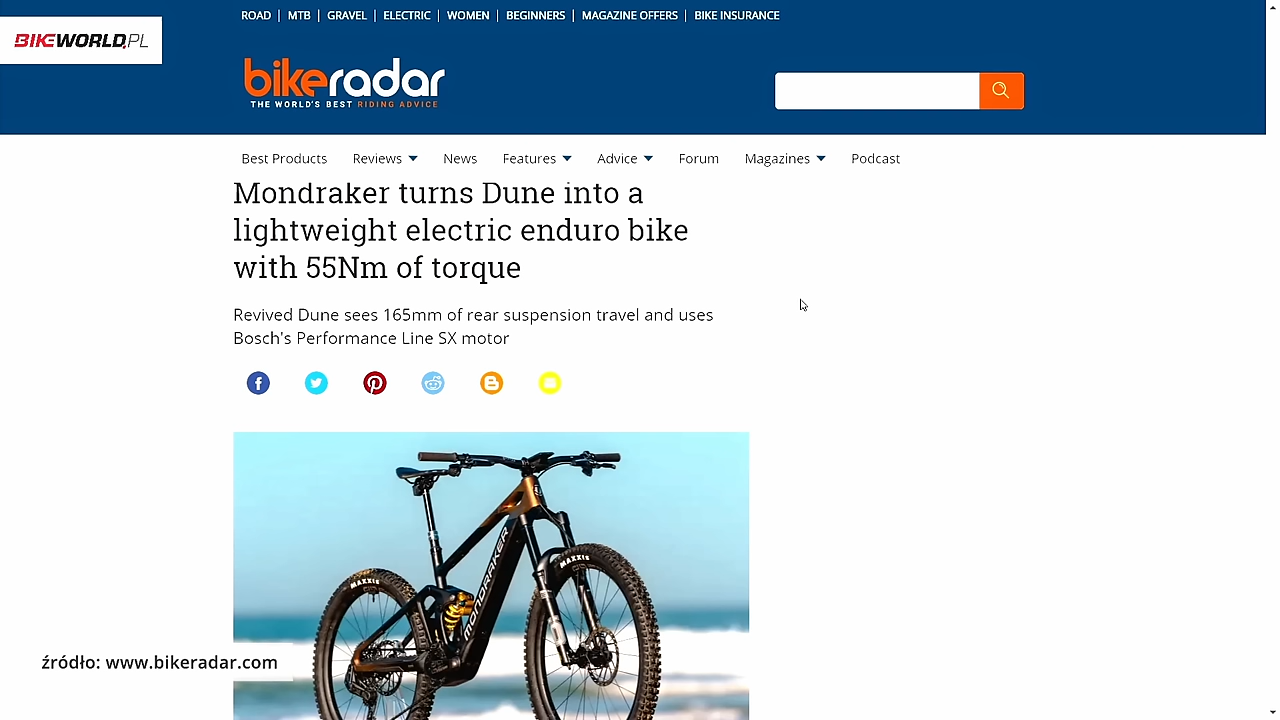 ROAD | MTB | GRAVEL | ELECTRIC | WOMEN | BEGINNERS | MAGAZINE OFFERS | BIKE INSURANCE
BIKEWORLD.PL
bikeradar
THE WORLD'S BEST RIDING ADVICE
Best Products Reviews News Features Advice Forum Magazines Podcast
Mondraker turns Dune into a
lightweight electric enduro bike
with 55Nm of torque
Revived Dune sees 165mm of rear suspension travel and uses
Bosch's Performance Line SX motor
MAXXIS MAXXIS
MONDRAKER
źródło: www.bikeradar.com